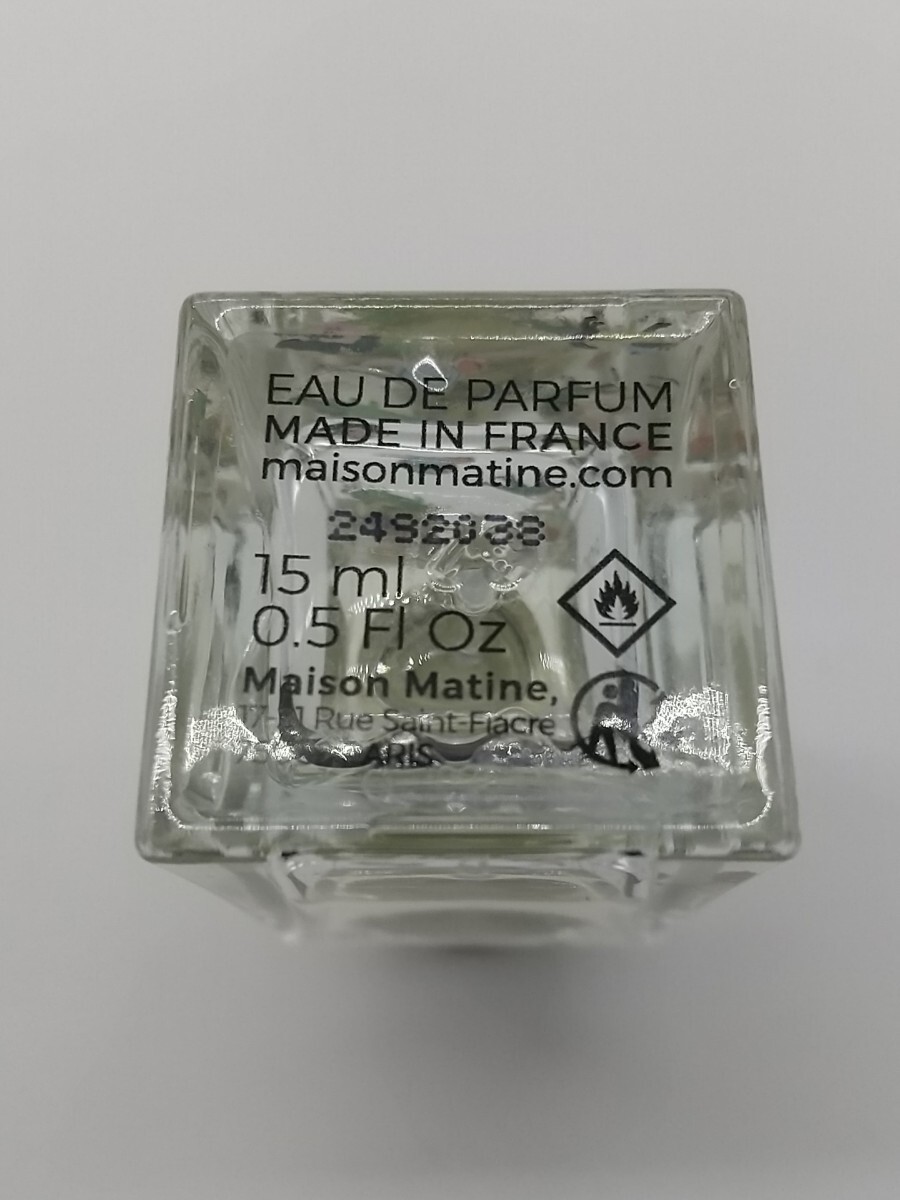 EAU DE PARFUM
MADE IN FRANCE
maisonmatine.com
2492038
15 ml
0.5 Fl Oz
Maison Matine,
Rue Saint-Fiacre